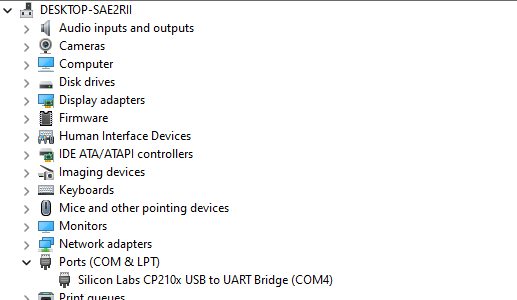 DESKTOP-SAE2RII
Audio inputs and outputs
Cameras
Computer
Disk drives
Display adapters
Firmware
Human Interface Devices
IDE ATA/ATAPI controllers
Imaging devices
Keyboards
Mice and other pointing devices
Monitors
Network adapters
Ports (COM & LPT)
Silicon Labs CP210x USB to UART Bridge (COM4)
Print queues